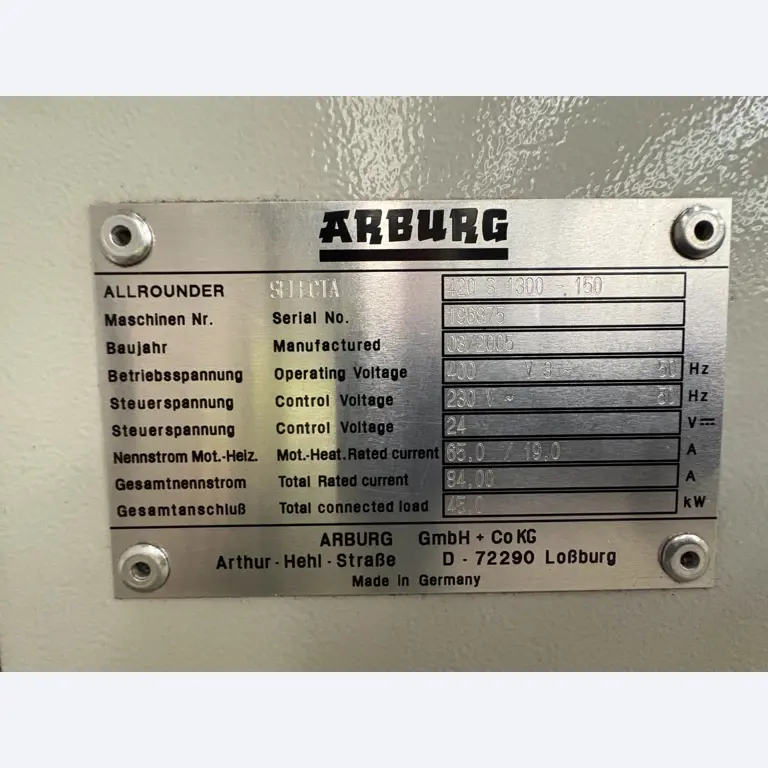 ARBURG
ALLROUNDER SELECTA 420 S 1300 - 150
Maschinen Nr. Serial No.
Baujahr Manufactured 08/2005
Betriebsspannung Operating Voltage 400 V 3 ~ 50 Hz
Steuerspannung Control Voltage 230 V ~ 50 Hz
Steuerspannung Control Voltage 24 V
Nennstrom Mot.-Heiz. Mot.-Heat.Rated current 65.0 / 19.0 A
Gesamtnennstrom Total Rated current 84.00 A
Gesamtanschluß Total connected load 45.0 kW
ARBURG GmbH + Co KG
Arthur - Hehl - Straße D - 72290 Loßburg
Made in Germany